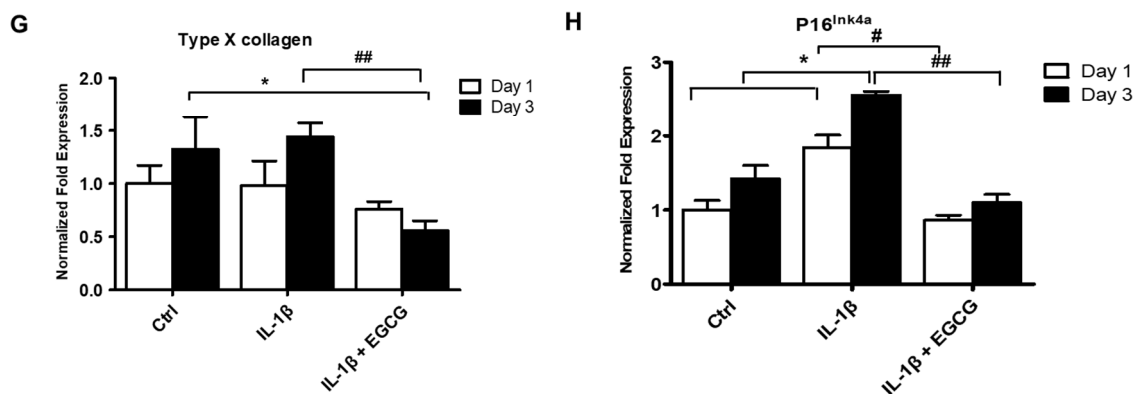 G
Type X collagen
##
*
2.0
1.5
1.0
0.5
0.0
Normalized Fold Expression
Ctrl
IL-1β
IL-1β + EGCG
Day 1
Day 3
H
P16Ink4a
#
*
##
3
2
1
0
Normalized Fold Expression
Ctrl
IL-1β
IL-1β + EGCG
Day 1
Day 3